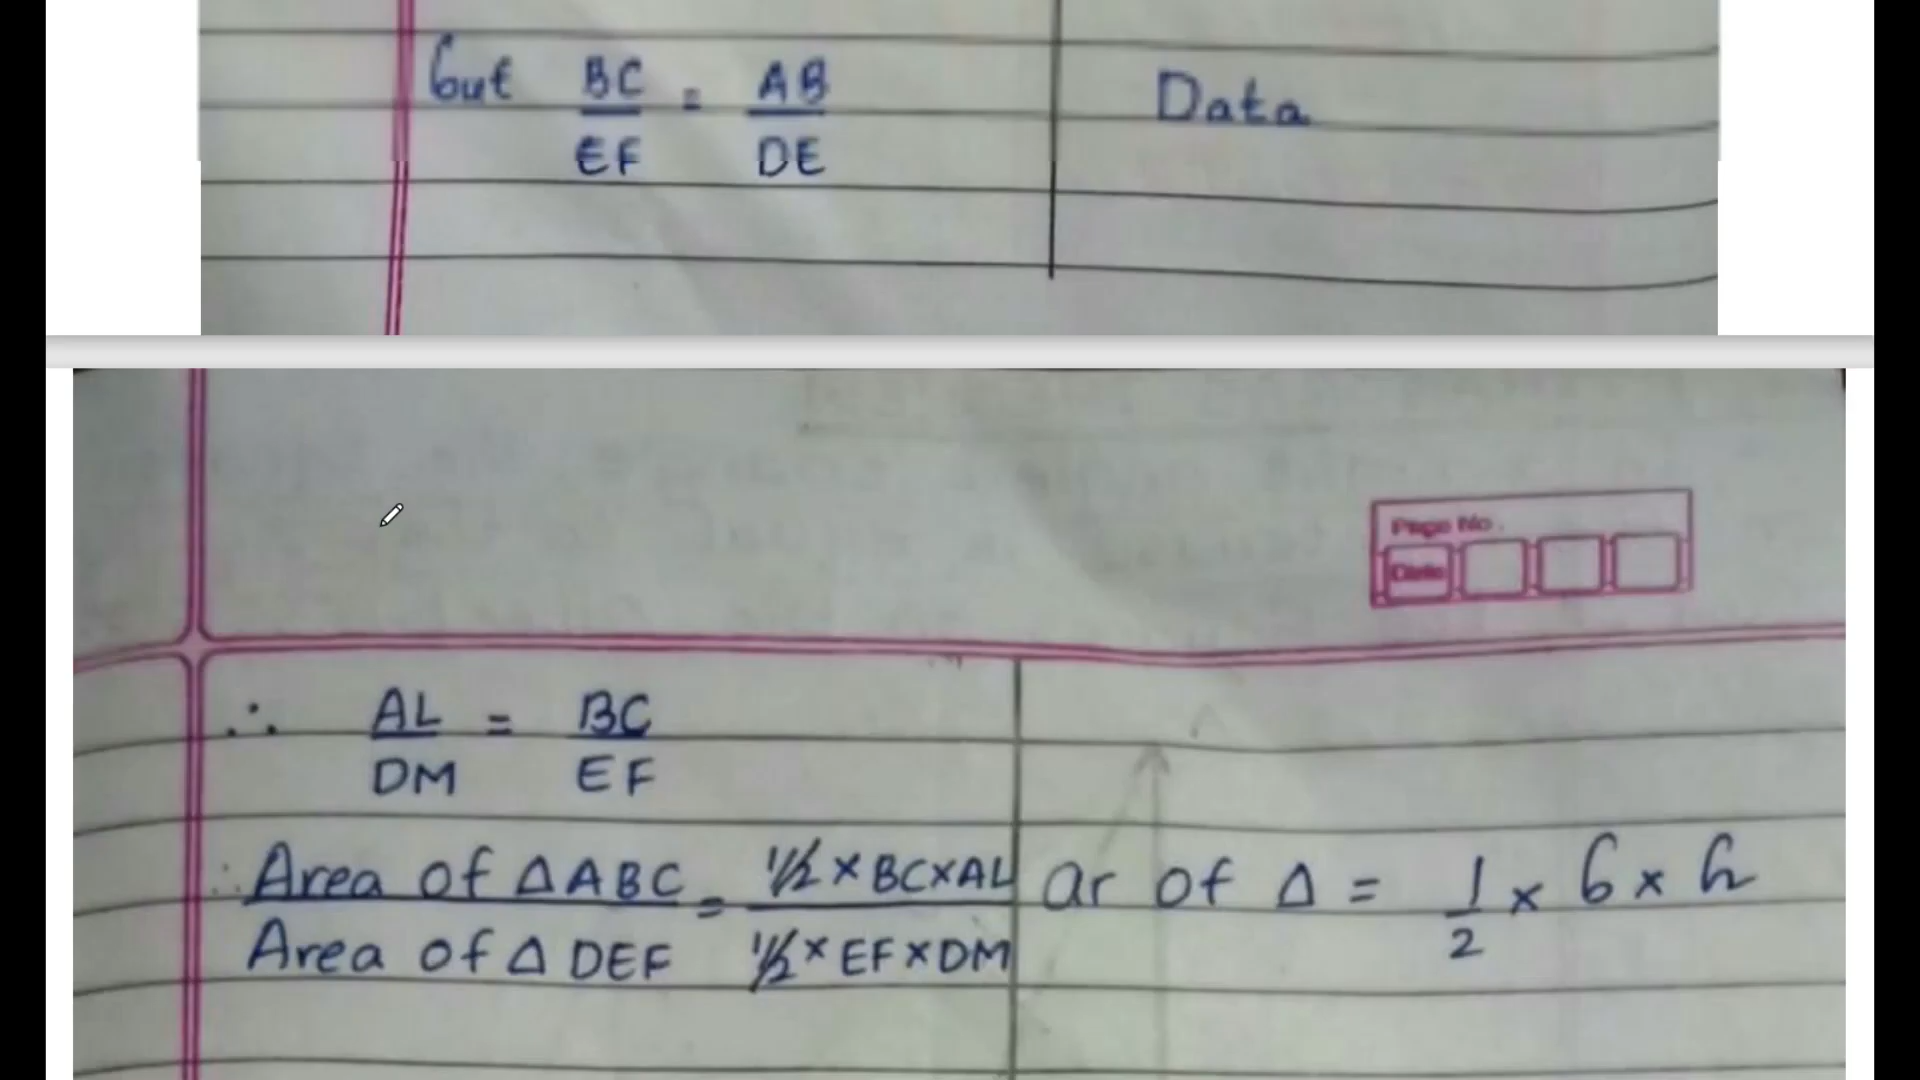 but BC/EF = AB/DE Data
Page No.
Date
∴ AL/DM = BC/EF
∴ Area of ΔABC/Area of ΔDEF = 1/2 × BC × AL/1/2 × EF × DM ar of Δ = 1/2 × b × h